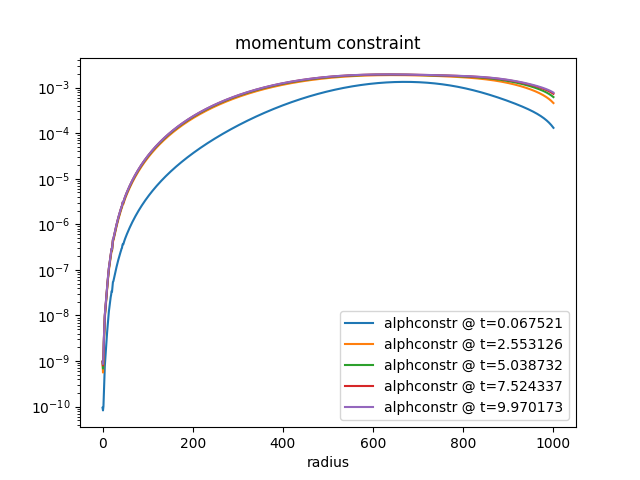 momentum constraint
10⁻³
10⁻⁴
10⁻⁵
10⁻⁶
10⁻⁷
10⁻⁸
10⁻⁹
10⁻¹⁰
alphconstr @ t=0.067521
alphconstr @ t=2.553126
alphconstr @ t=5.038732
alphconstr @ t=7.524337
alphconstr @ t=9.970173
0 200 400 600 800 1000
radius